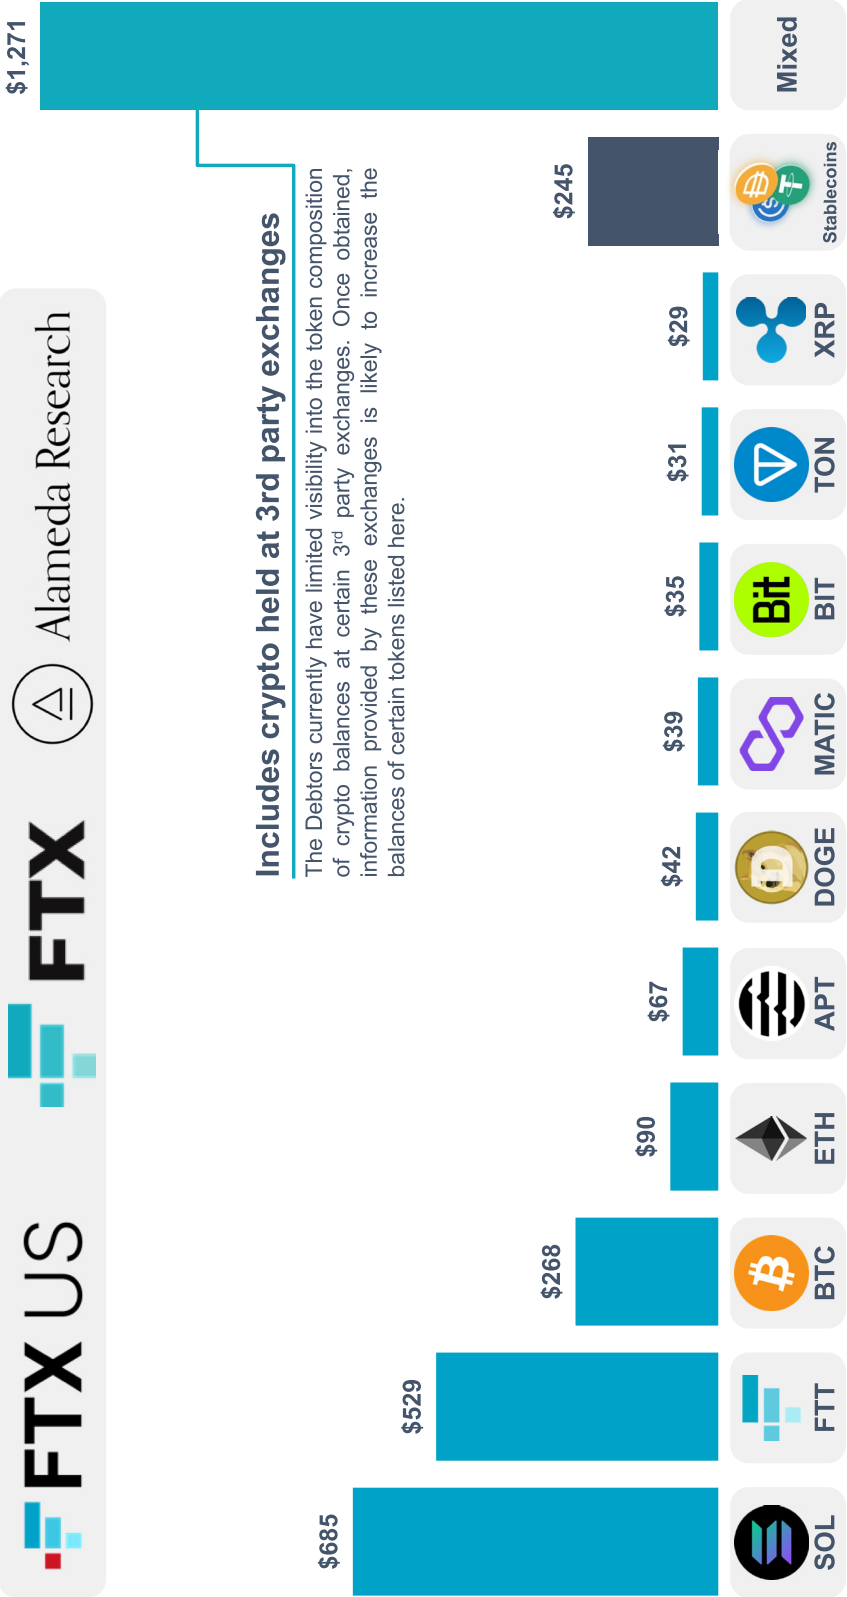 FTX US
FTX
Alameda Research
$1,271
Includes crypto held at 3rd party exchanges
The Debtors currently have limited visibility into the token composition
of crypto balances at certain 3rd party exchanges. Once obtained,
information provided by these exchanges is likely to increase the
balances of certain tokens listed here.
$685
$529
$268
$90
$67
$42
$39
$35
$31
$29
$245
Bit
SOL
FTT
BTC
ETH
APT
DOGE
MATIC
BIT
TON
XRP
Stablecoins
Mixed